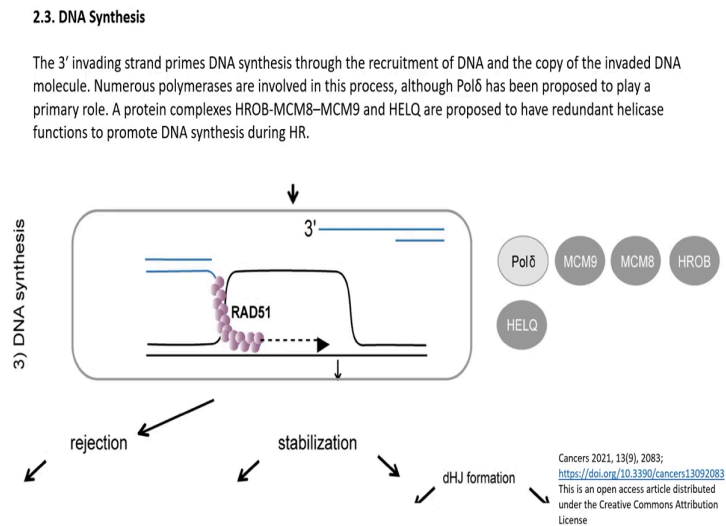 2.3. DNA Synthesis
The 3′ invading strand primes DNA synthesis through the recruitment of DNA and the copy of the invaded DNA
molecule. Numerous polymerases are involved in this process, although Polδ has been proposed to play a
primary role. A protein complexes HROB-MCM8–MCM9 and HELQ are proposed to have redundant helicase
functions to promote DNA synthesis during HR.
3) DNA synthesis
3'
RAD51
Polδ
MCM9
MCM8
HROB
HELQ
rejection
stabilization
dHJ formation
Cancers 2021, 13(9), 2083;
https://doi.org/10.3390/cancers13092083
This is an open access article distributed
under the Creative Commons Attribution
License